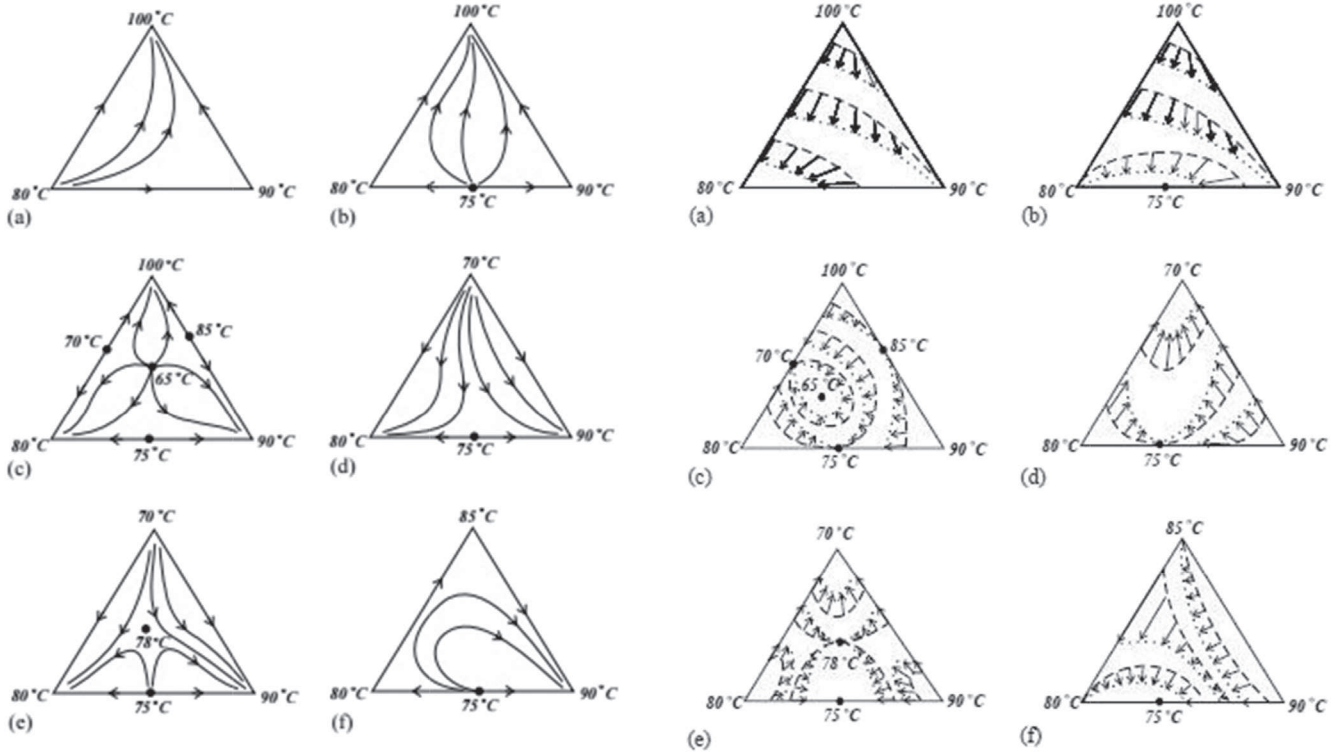 100°C 100°C 100°C 100°C
80°C 90°C 80°C 75°C 90°C 80°C 90°C 80°C 75°C 90°C
(a) (b) (a) (b)
100°C 70°C 100°C 70°C
70°C 85°C 65°C 70°C 85°C 65°C
80°C 75°C 90°C 80°C 75°C 90°C 80°C 75°C 90°C 80°C 75°C 90°C
(c) (d) (c) (d)
70°C 85°C 70°C 85°C
78°C 78°C
80°C 75°C 90°C 80°C 75°C 90°C 80°C 75°C 90°C 80°C 75°C 90°C
(e) (f) (e) (f)